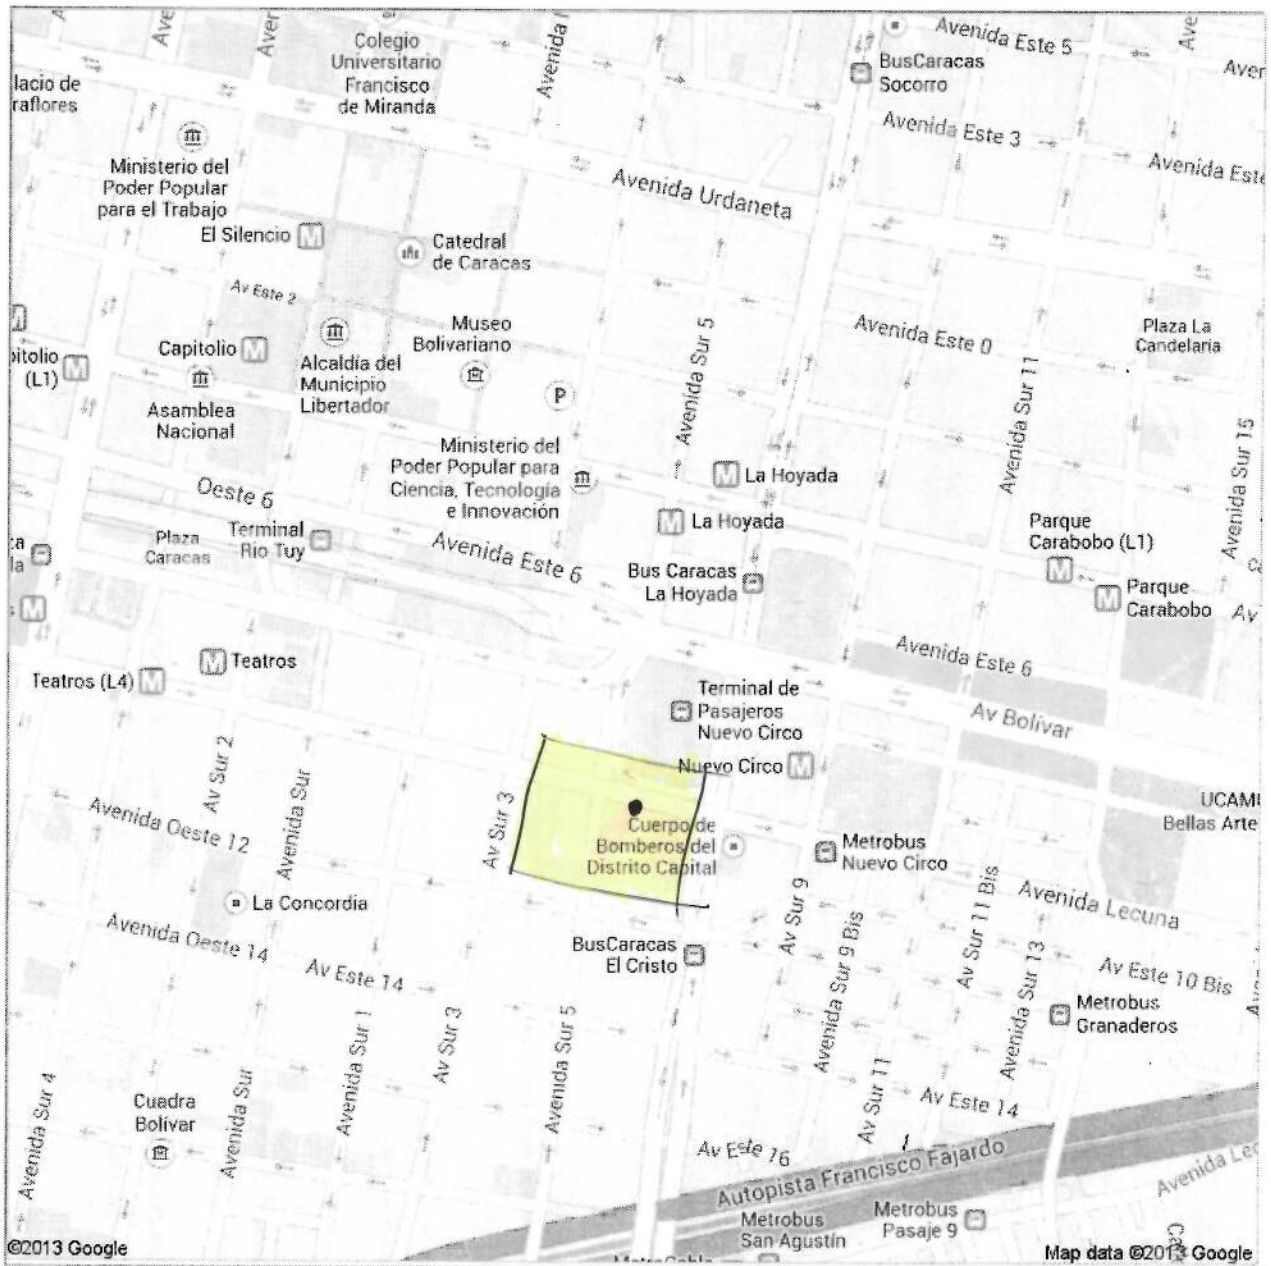 Avenida Este 5
Colegio
Universitario
Francisco
de Miranda
Avenida
BusCaracas
Socorro
lacio de
raflores
Avenida Este 3
Ministerio del
Poder Popular
para el Trabajo
Avenida Urdaneta
El Silencio
Catedral
de Caracas
Av Este 2
Museo
Bolivariano
Avenida Sur 5
Avenida Este 0
Plaza La
Candelaria
Capitolio
pitolio
(L1)
Alcaldía del
Municipio
Libertador
P
Asamblea
Nacional
Avenida Sur 11
Avenida Sur 15
Ministerio del
Poder Popular para
Ciencia, Tecnología
e Innovación
La Hoyada
La Hoyada
Oeste 6
Plaza
Caracas
Terminal
Rio Tuy
Avenida Este 6
Bus Caracas
La Hoyada
Parque
Carabobo (L1)
Parque
Carabobo
Av
Teatros
Teatros (L4)
Avenida Este 6
Terminal de
Pasajeros
Nuevo Circo
Av Bolívar
Nuevo Circo
Av Sur 2
Avenida Sur
Av Sur 3
Avenida Oeste 12
Cuerpo de
Bomberos del
Distrito Capital
Metrobus
Nuevo Circo
UCAM
Bellas Arte
La Concordia
Avenida Lecuna
Av Sur 9
Avenida Sur 9 Bis
Av Sur 11 Bis
Avenida Sur 13
Avenida Oeste 14
Av Este 14
BusCaracas
El Cristo
Av Este 10 Bis
Metrobus
Granaderos
Avenida Sur 4
Avenida Sur
Avenida Sur 1
Av Sur 3
Avenida Sur 5
Av Sur 11
Av Este 14
Cuadra
Bolívar
Av Este 16
Autopista Francisco Fajardo
Avenida Lec
Metrobus
San Agustín
Metrobus
Pasaje 9
©2013 Google
Map data ©2013 Google